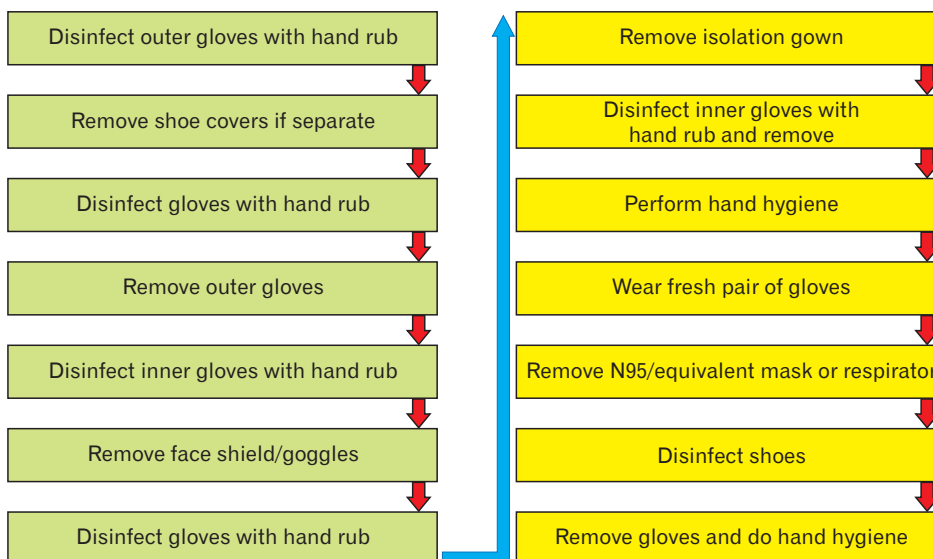 Disinfect outer gloves with hand rub
Remove shoe covers if separate
Disinfect gloves with hand rub
Remove outer gloves
Disinfect inner gloves with hand rub
Remove face shield/goggles
Disinfect gloves with hand rub
Remove isolation gown
Disinfect inner gloves with
hand rub and remove
Perform hand hygiene
Wear fresh pair of gloves
Remove N95/equivalent mask or respirator
Disinfect shoes
Remove gloves and do hand hygiene